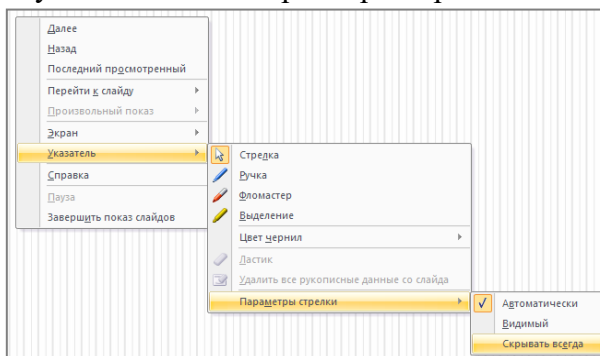 Далее
Назад
Последний просмотренный
Перейти к слайду
Произвольный показ
Экран
Указатель
Справка
Пауза
Завершить показ слайдов
Стрелка
Ручка
Фломастер
Выделение
Цвет чернил
Ластик
Удалить все рукописные данные со слайда
Параметры стрелки
Автоматически
Видимый
Скрывать всегда